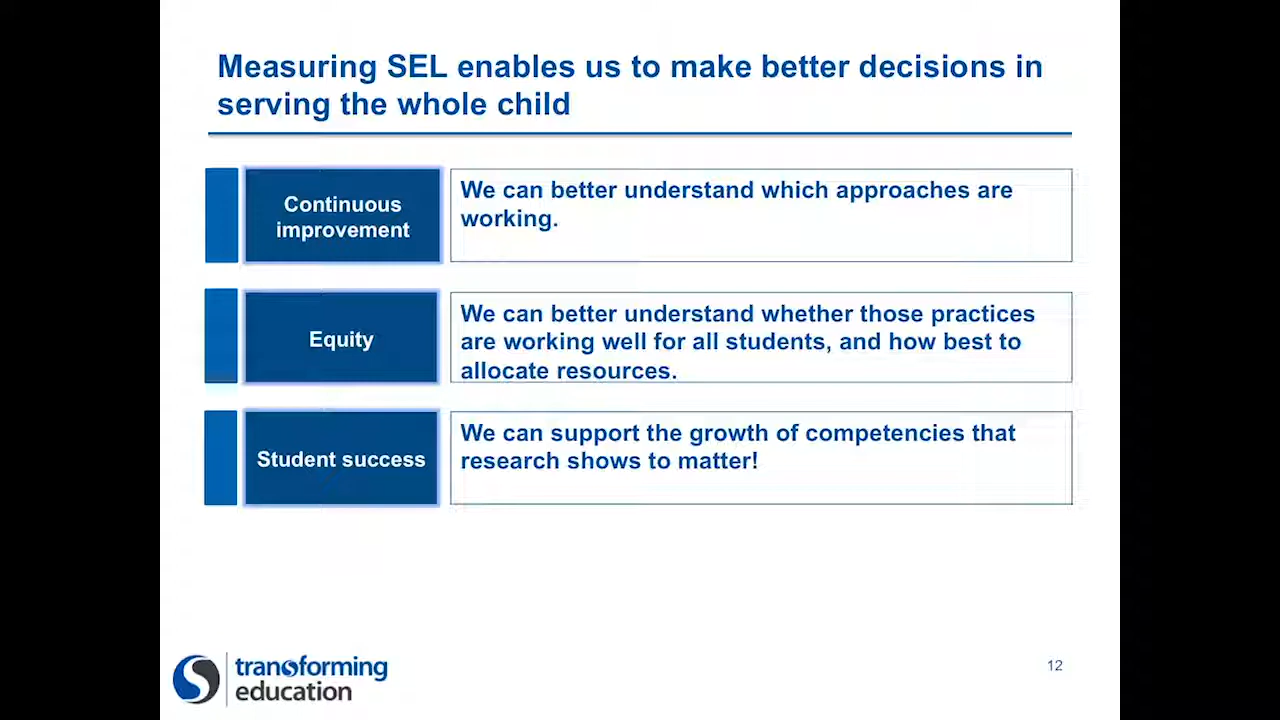 Measuring SEL enables us to make better decisions in
serving the whole child
Continuous
improvement
We can better understand which approaches are
working.
Equity
We can better understand whether those practices
are working well for all students, and how best to
allocate resources.
Student success
We can support the growth of competencies that
research shows to matter!
transforming
education
12